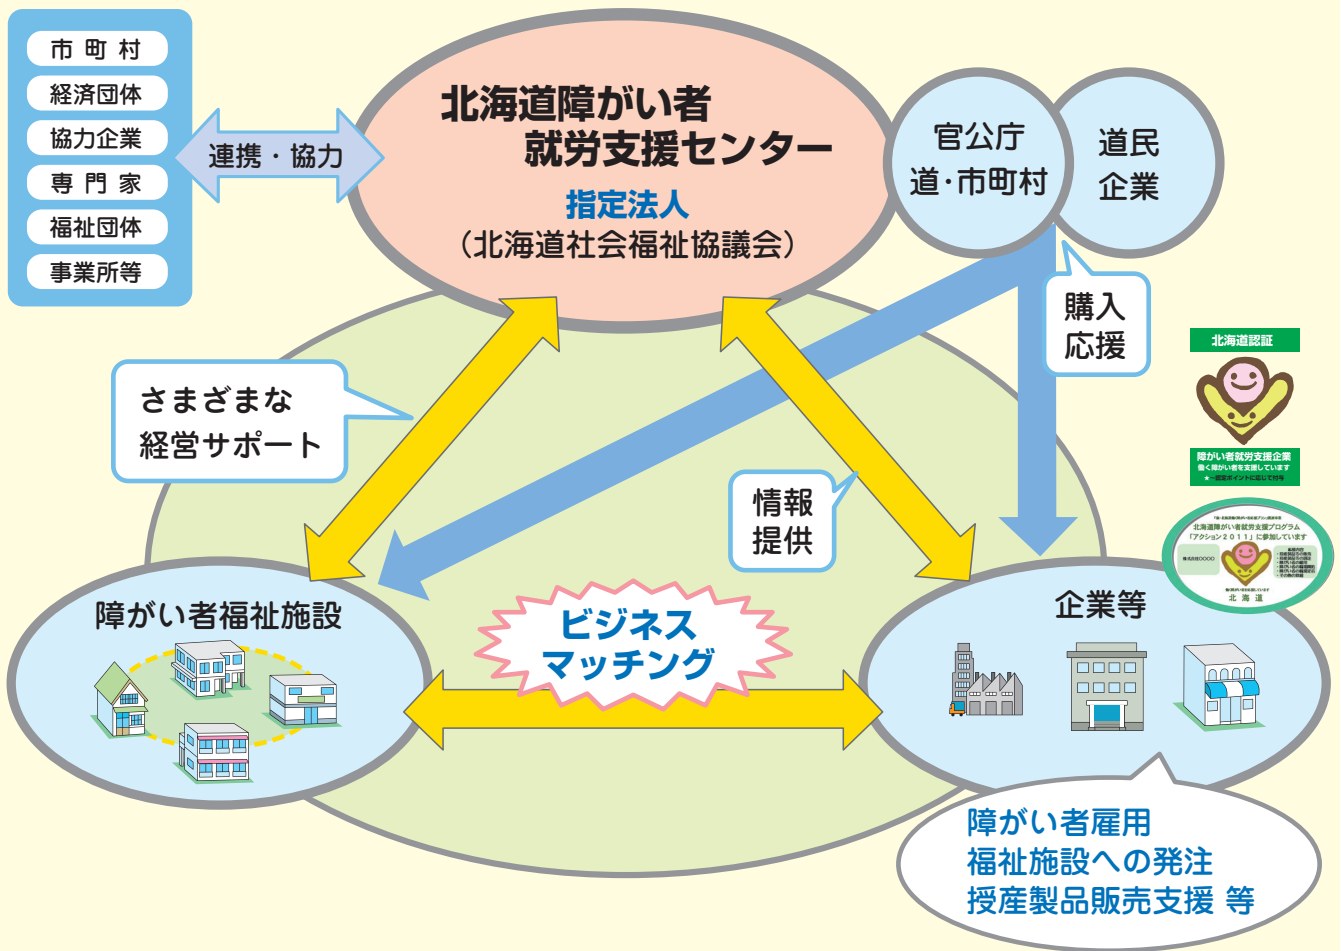 市町村
経済団体
協力企業
専門家
福祉団体
事業所等
連携・協力
北海道障がい者
就労支援センター
指定法人
（北海道社会福祉協議会）
官公庁
道・市町村
道民
企業
購入
応援
さまざまな
経営サポート
情報
提供
北海道認証
障がい者就労支援企業
働く障がい者を支援しています
北海道障がい者就労支援プログラム
「アクション２０１１」に参加しています
株式会社〇〇〇〇
北海道
障がい者福祉施設
ビジネス
マッチング
企業等
障がい者雇用
福祉施設への発注
授産製品販売支援 等